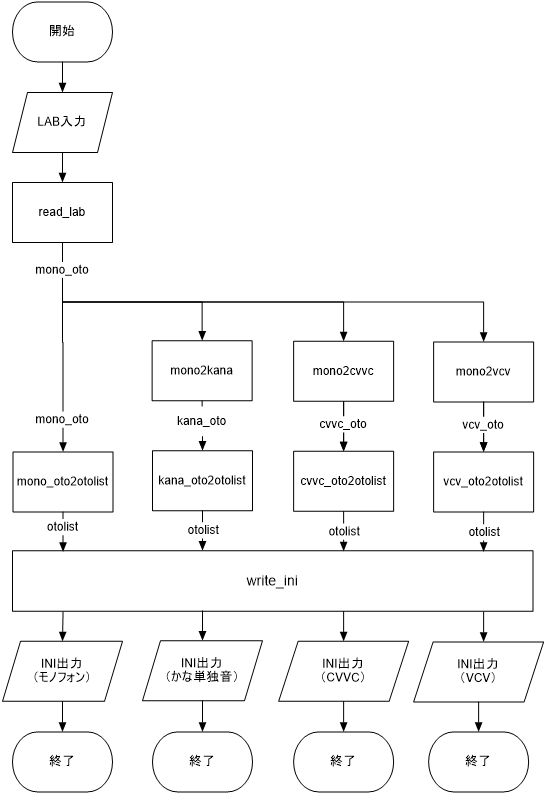 開始
LAB入力
read_lab
mono_oto
mono2kana
mono2cvvc
mono2vcv
mono_oto
kana_oto
cvvc_oto
vcv_oto
mono_oto2otolist
kana_oto2otolist
cvvc_oto2otolist
vcv_oto2otolist
otolist
otolist
otolist
otolist
write_ini
INI出力
（モノフォン）
INI出力
（かな単独音）
INI出力
（CVVC）
INI出力
（VCV）
終了
終了
終了
終了